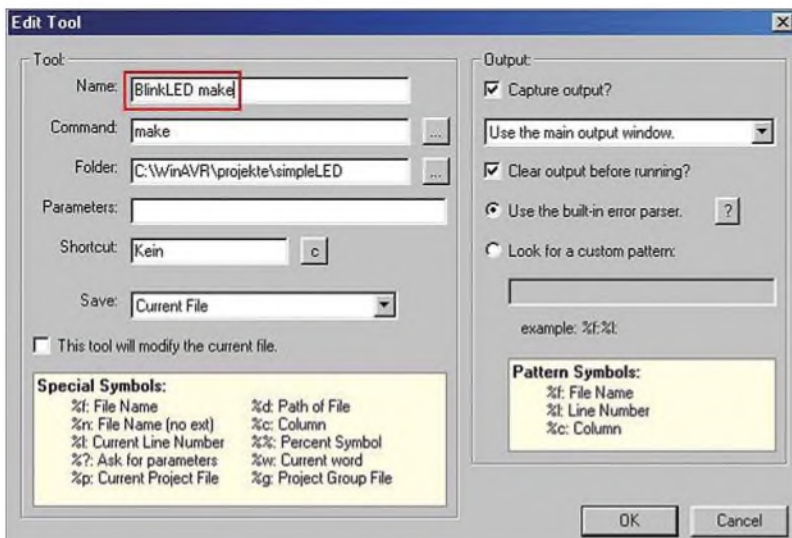 Edit Tool
Tool:
Name: BlinkLED make
Command: make ...
Folder: C:\WinAVR\projekte\simpleLED ...
Parameters:
Shortcut: Kein c
Save: Current File
This tool will modify the current file.
Special Symbols:
%f: File Name %d: Path of File
%n: File Name (no ext) %c: Column
%l: Current Line Number %%: Percent Symbol
%?: Ask for parameters %w: Current word
%p: Current Project File %g: Project Group File
Output:
Capture output?
Use the main output window.
Clear output before running?
Use the built-in error parser. ?
Look for a custom pattern:
example: %f:%l:
Pattern Symbols:
%f: File Name
%l: Line Number
%c: Column
OK Cancel